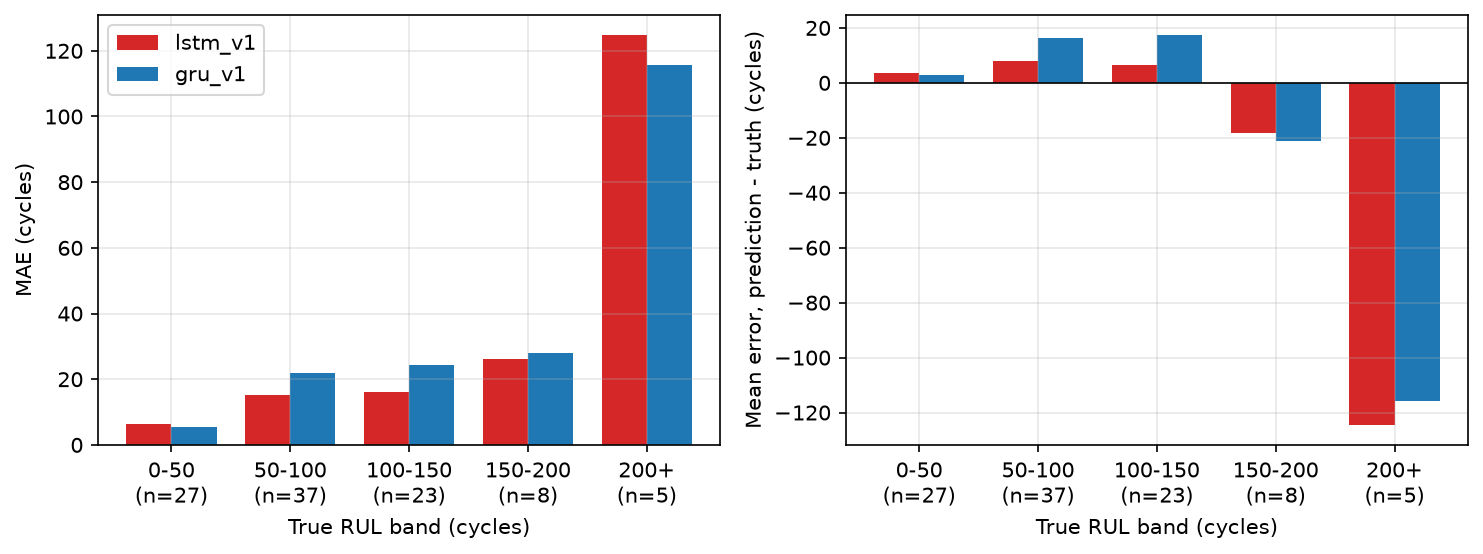 lstm_v1
gru_v1
MAE (cycles)
120
100
80
60
40
20
0
0-50
(n=27)
50-100
(n=37)
100-150
(n=23)
150-200
(n=8)
200+
(n=5)
True RUL band (cycles)
Mean error, prediction - truth (cycles)
20
0
−20
−40
−60
−80
−100
−120
0-50
(n=27)
50-100
(n=37)
100-150
(n=23)
150-200
(n=8)
200+
(n=5)
True RUL band (cycles)